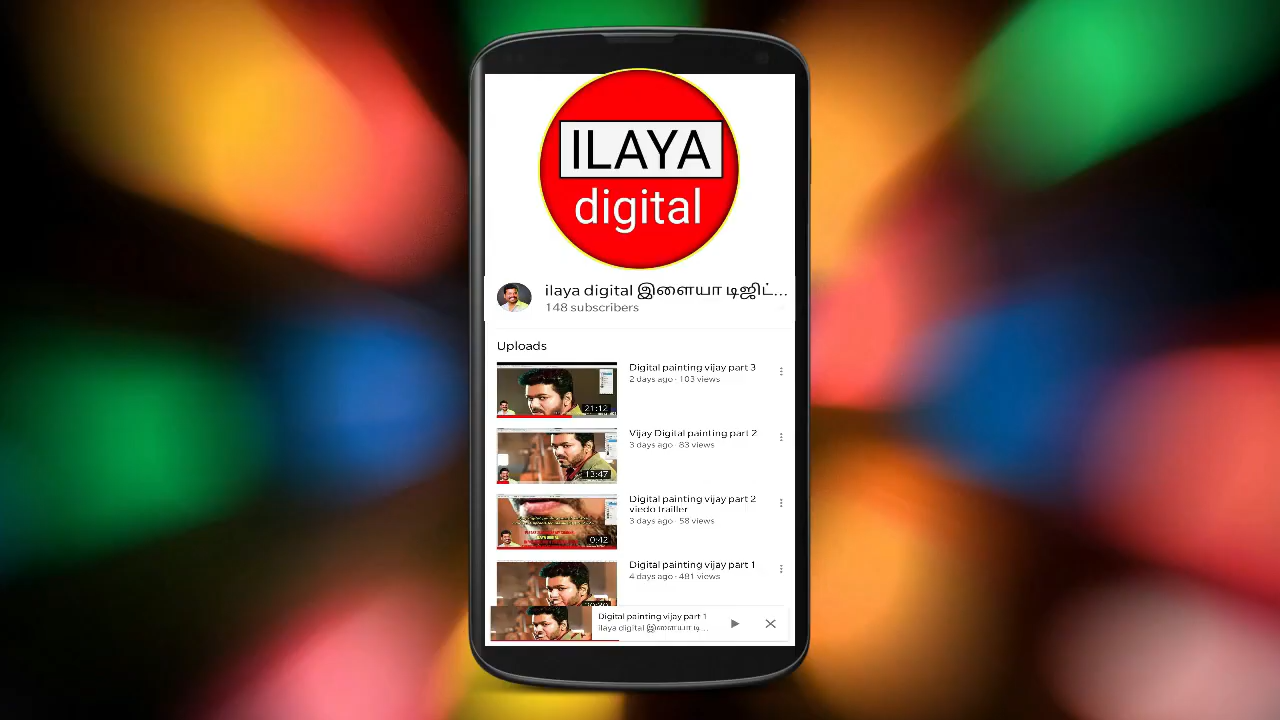 ILAYA
digital
ilaya digital இளையா டிஜிட்...
148 subscribers
Uploads
Digital painting vijay part 3
2 days ago · 103 views
21:12
Vijay Digital painting part 2
3 days ago · 83 views
13:47
Digital painting vijay part 2
viedo trailler
3 days ago · 58 views
0:42
Digital painting vijay part 1
4 days ago · 481 views
Digital painting vijay part 1
ilaya digital இளையா டி...